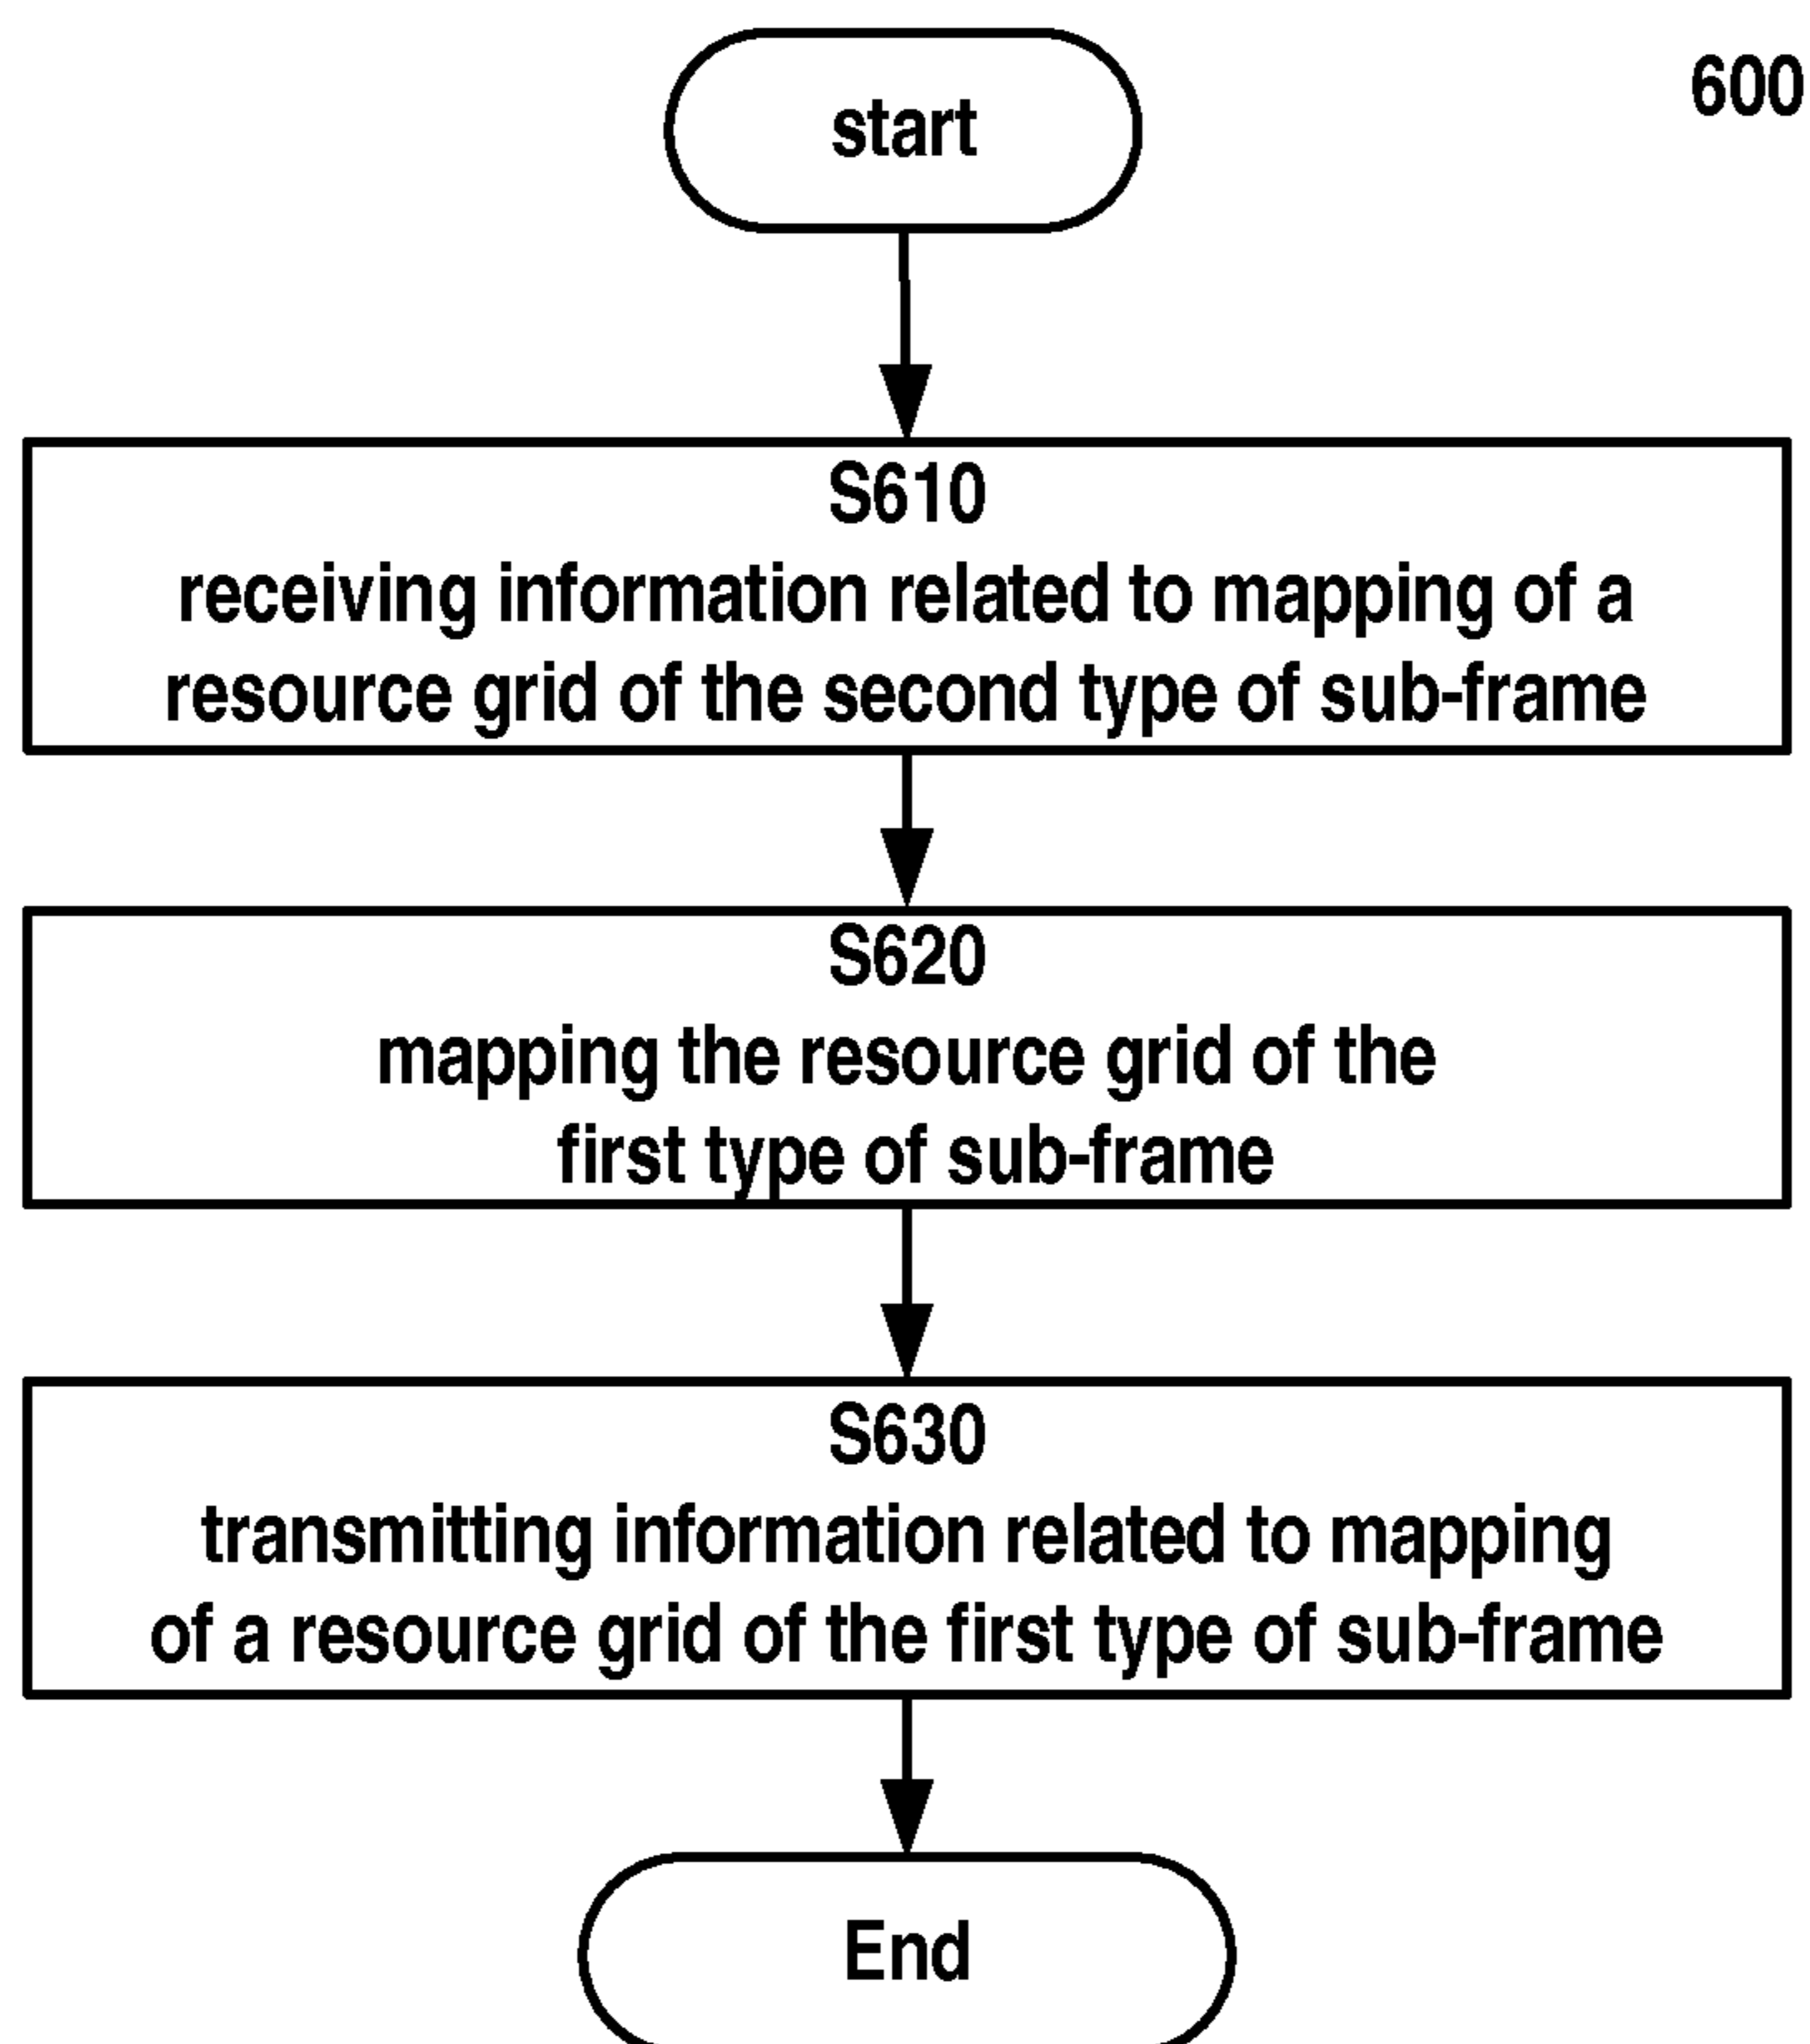 600
start
S610
receiving information related to mapping of a
resource grid of the second type of sub-frame
S620
mapping the resource grid of the
first type of sub-frame
S630
transmitting information related to mapping
of a resource grid of the first type of sub-frame
End